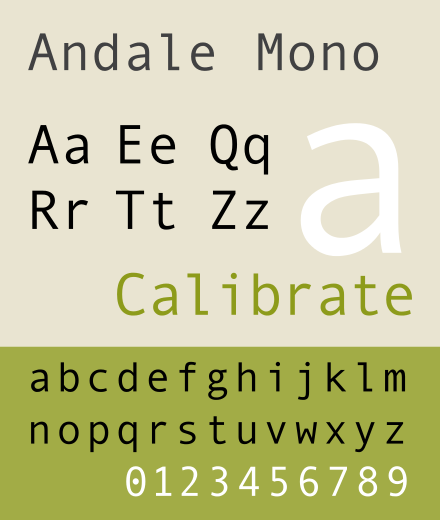 Andale Mono
Aa Ee Qq
Rr Tt Zz
a
Calibrate
abcdefghijklm
nopqrstuvwxyz
0123456789